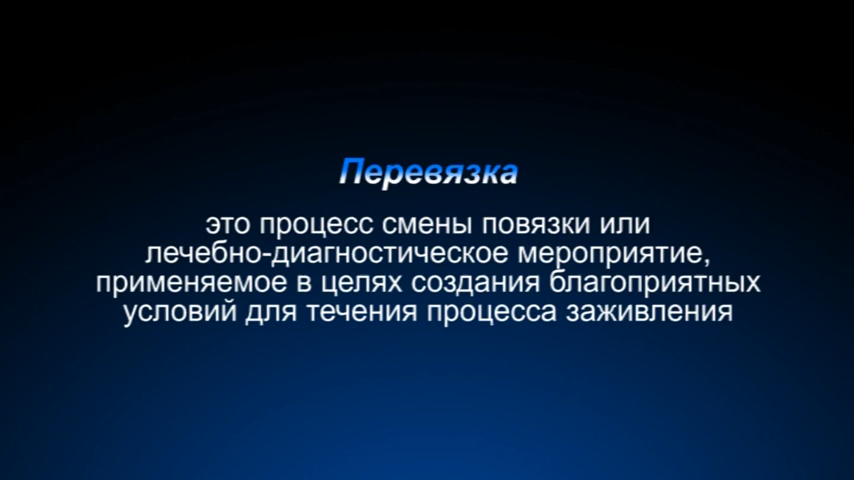 Перевязка
это процесс смены повязки или
лечебно-диагностическое мероприятие,
применяемое в целях создания благоприятных
условий для течения процесса заживления